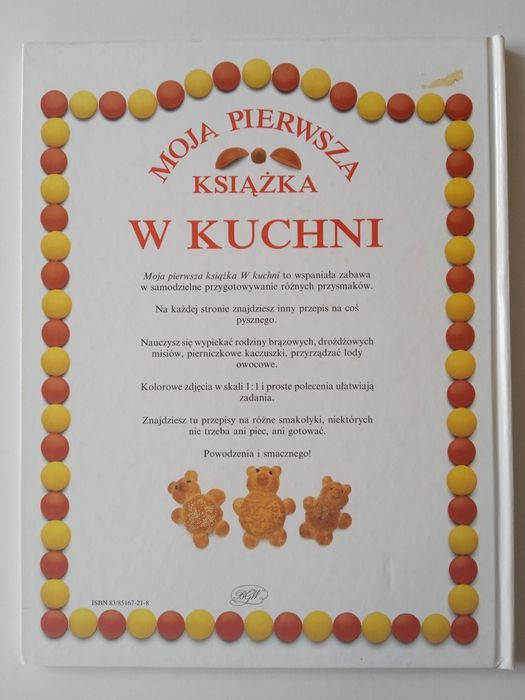 MOJA PIERWSZA
KSIĄŻKA
W KUCHNI
Moja pierwsza książka W kuchni to wspaniała zabawa
w samodzielne przygotowywanie różnych przysmaków.
Na każdej stronie znajdziesz inny przepis na coś
pysznego.
Nauczysz się wypiekać rodziny brązowych, drożdżowych
misiów, pierniczkowe kaczuszki, przyrządzać lody
owocowe.
Kolorowe zdjęcia w skali 1:1 i proste polecenia ułatwiają
zadania.
Znajdziesz tu przepisy na różne smakołyki, niektórych
nie trzeba ani piec, ani gotować.
Powodzenia i smacznego!
ISBN 83/85167-21-8
BGW